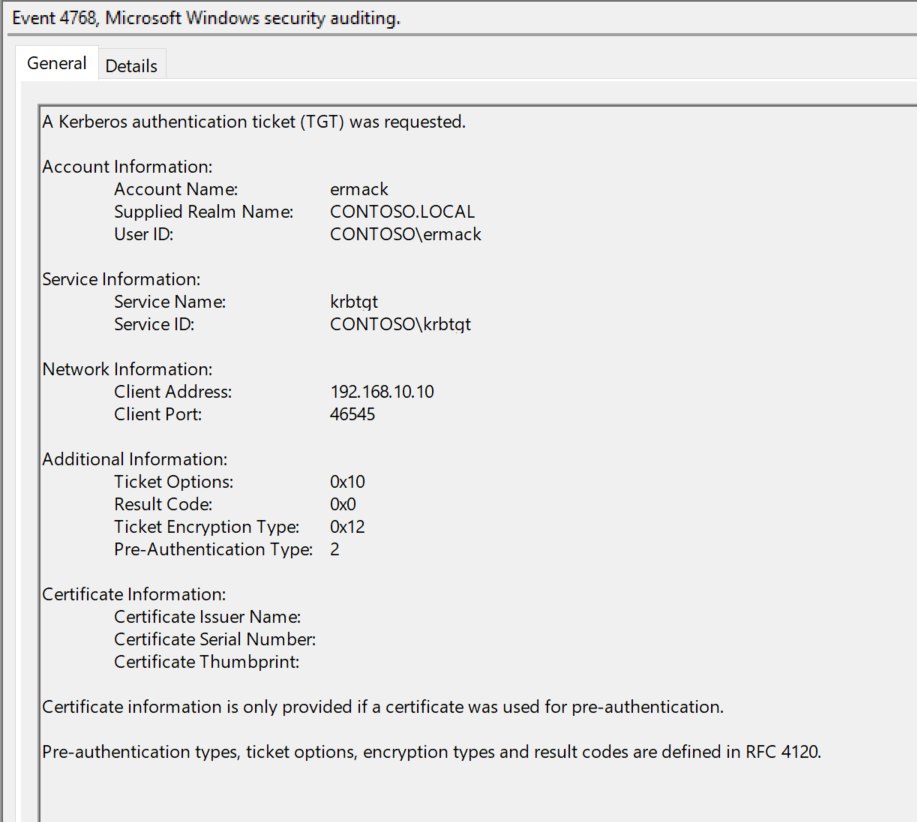 Event 4768, Microsoft Windows security auditing.
General Details
A Kerberos authentication ticket (TGT) was requested.
Account Information:
Account Name: ermack
Supplied Realm Name: CONTOSO.LOCAL
User ID: CONTOSO\ermack
Service Information:
Service Name: krbtgt
Service ID: CONTOSO\krbtgt
Network Information:
Client Address: 192.168.10.10
Client Port: 46545
Additional Information:
Ticket Options: 0x10
Result Code: 0x0
Ticket Encryption Type: 0x12
Pre-Authentication Type: 2
Certificate Information:
Certificate Issuer Name:
Certificate Serial Number:
Certificate Thumbprint:
Certificate information is only provided if a certificate was used for pre-authentication.
Pre-authentication types, ticket options, encryption types and result codes are defined in RFC 4120.